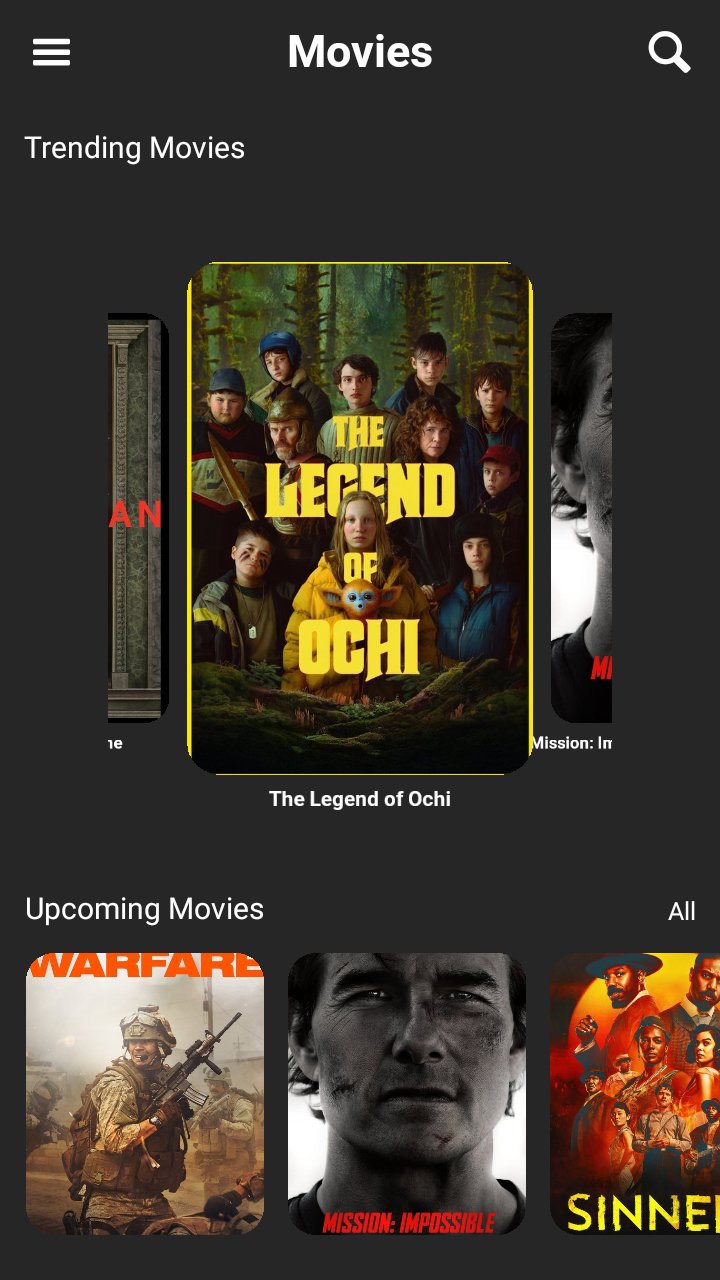 Movies
Trending Movies
THE
LEGEND
OF
OCHI
AN
ne
Mission: Im
The Legend of Ochi
Upcoming Movies
All
WARFARE
MISSION: IMPOSSIBLE
SINNE